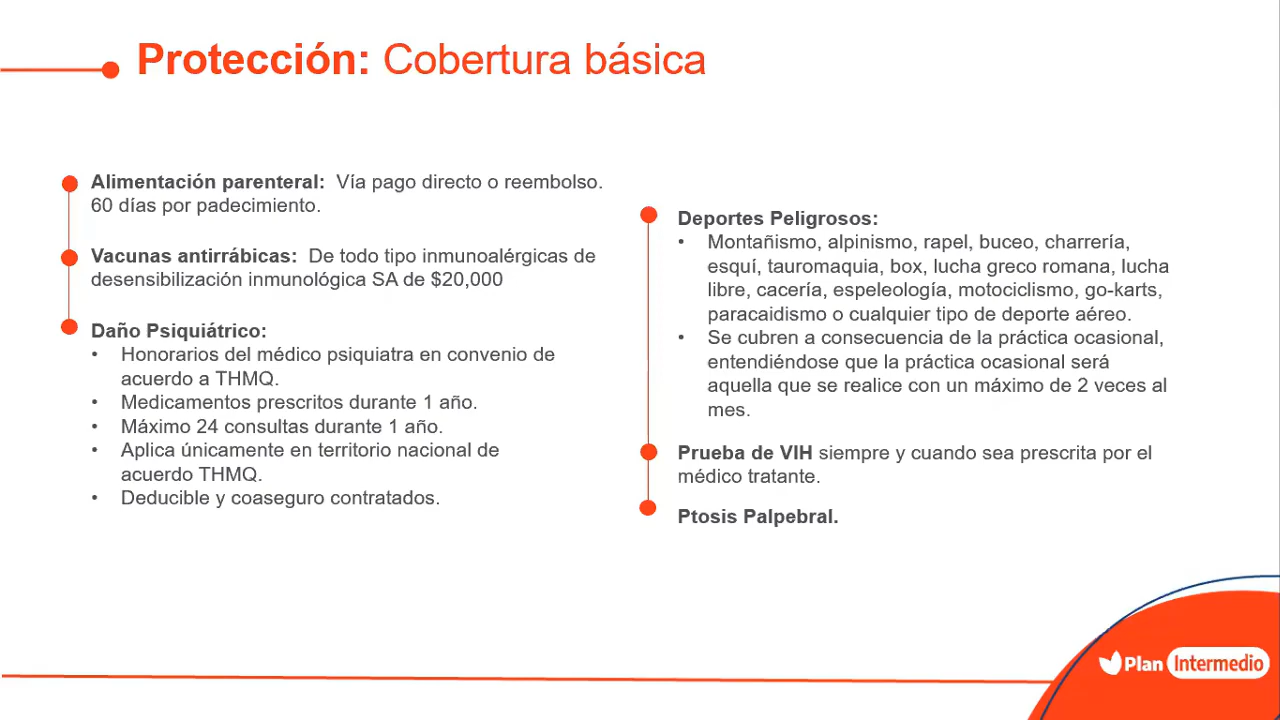 Protección: Cobertura básica
Alimentación parenteral: Vía pago directo o reembolso.
60 días por padecimiento.
Vacunas antirrábicas: De todo tipo inmunoalérgicas de
desensibilización inmunológica SA de $20,000
Daño Psiquiátrico:
• Honorarios del médico psiquiatra en convenio de
acuerdo a THMQ.
• Medicamentos prescritos durante 1 año.
• Máximo 24 consultas durante 1 año.
• Aplica únicamente en territorio nacional de
acuerdo THMQ.
• Deducible y coaseguro contratados.
Deportes Peligrosos:
• Montañismo, alpinismo, rapel, buceo, charrería,
esquí, tauromaquia, box, lucha greco romana, lucha
libre, cacería, espeleología, motociclismo, go-karts,
paracaidismo o cualquier tipo de deporte aéreo.
• Se cubren a consecuencia de la práctica ocasional,
entendiéndose que la práctica ocasional será
aquella que se realice con un máximo de 2 veces al
mes.
Prueba de VIH siempre y cuando sea prescrita por el
médico tratante.
Ptosis Palpebral.
Plan Intermedio